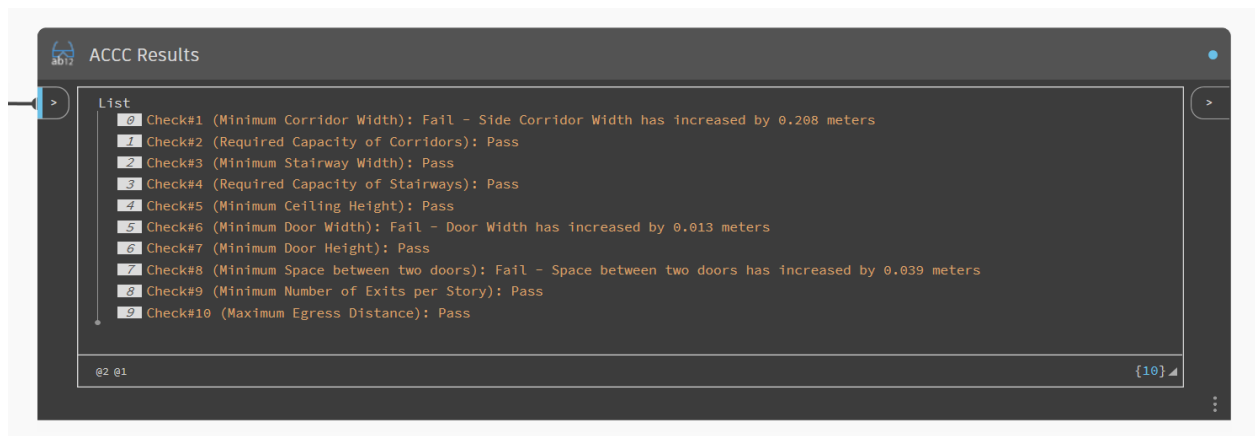 ab12 ACCC Results
> List >
0 Check#1 (Minimum Corridor Width): Fail – Side Corridor Width has increased by 0.208 meters
1 Check#2 (Required Capacity of Corridors): Pass
2 Check#3 (Minimum Stairway Width): Pass
3 Check#4 (Required Capacity of Stairways): Pass
4 Check#5 (Minimum Ceiling Height): Pass
5 Check#6 (Minimum Door Width): Fail – Door Width has increased by 0.013 meters
6 Check#7 (Minimum Door Height): Pass
7 Check#8 (Minimum Space between two doors): Fail – Space between two doors has increased by 0.039 meters
8 Check#9 (Minimum Number of Exits per Story): Pass
9 Check#10 (Maximum Egress Distance): Pass
@2 @1 {10}